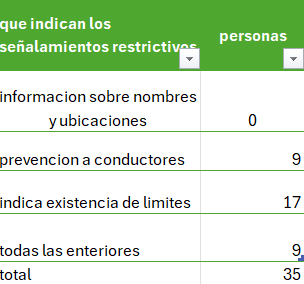 que indican los
señalamientos restrictivos
personas
informacion sobre nombres
y ubicaciones
0
prevencion a conductores
9
indica existencia de limites
17
todas las enteriores
9
total
35